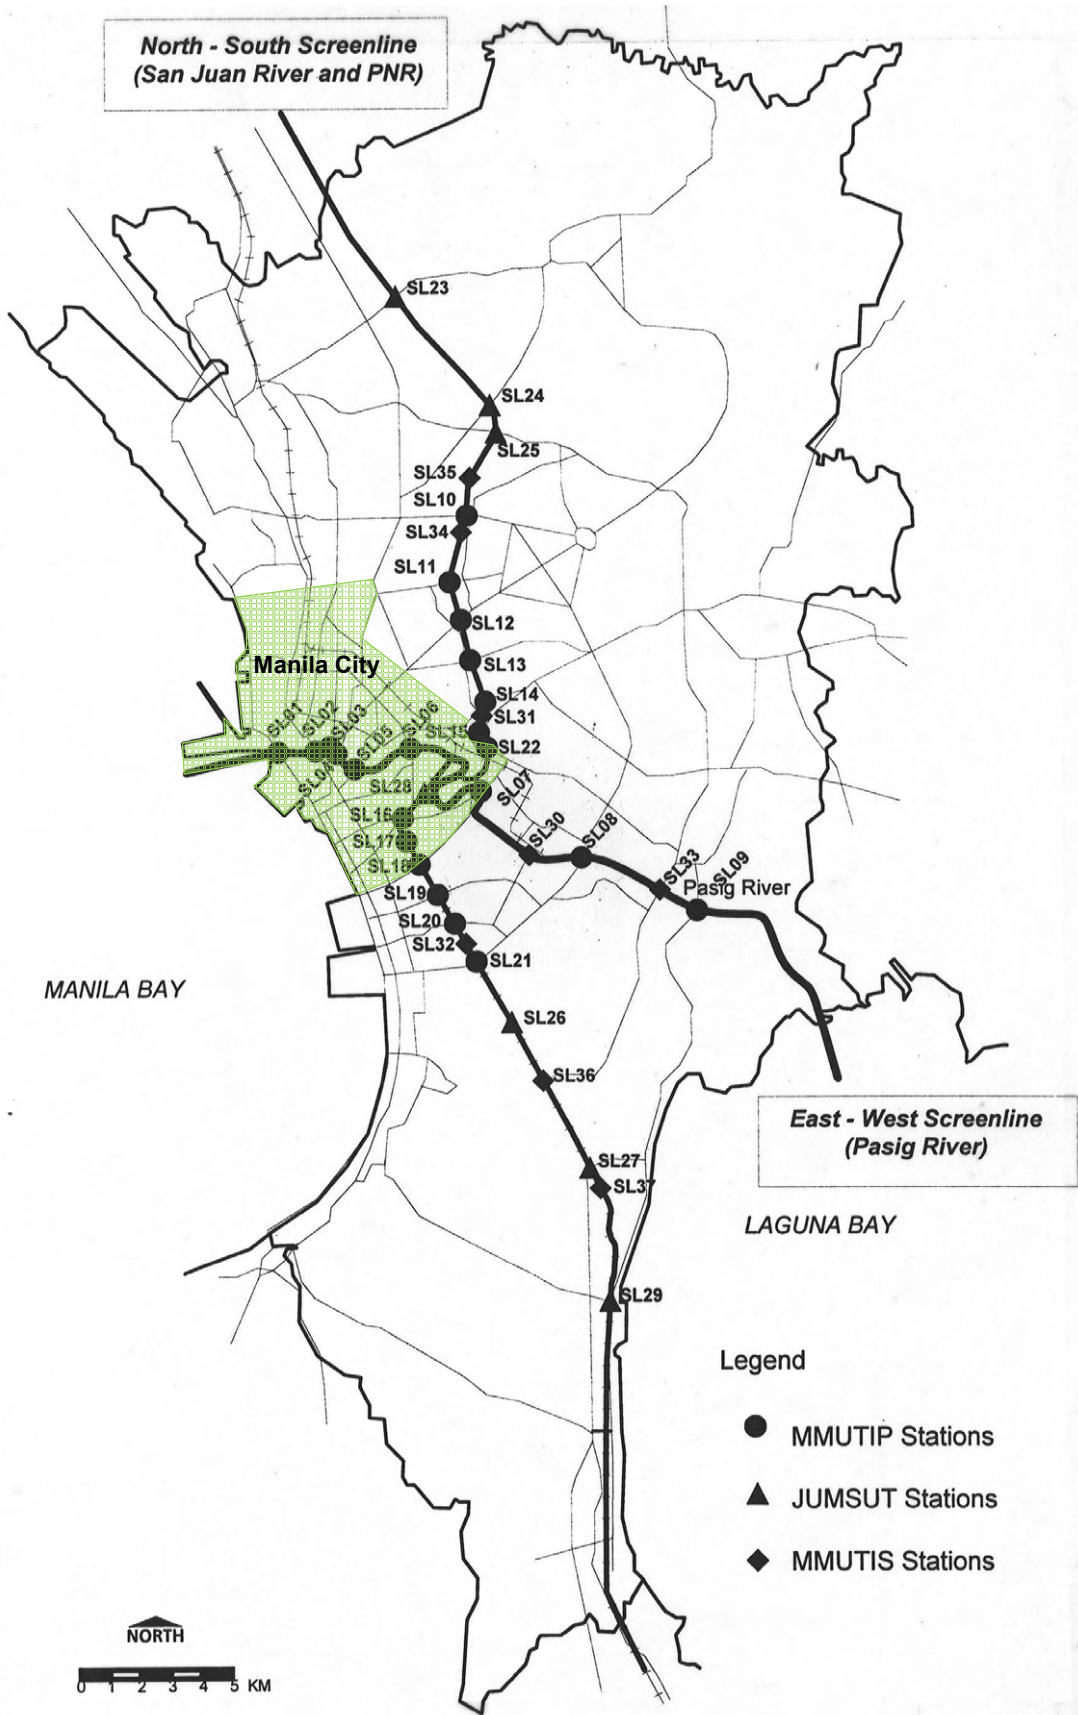 North - South Screenline
(San Juan River and PNR)
SL23
SL24
SL25
SL35
SL10
SL34
SL11
SL12
SL13
Manila City
SL14
SL31
SL01
SL02
SL03
SL06
SL22
SL05
SL04
SL28
SL07
SL16
SL17
SL30
SL08
SL18
SL33
SL09
Pasig River
SL19
SL20
SL32
SL21
MANILA BAY
SL26
SL36
East - West Screenline
(Pasig River)
SL27
SL37
LAGUNA BAY
SL29
Legend
MMUTIP Stations
JUMSUT Stations
MMUTIS Stations
NORTH
0 1 2 3 4 5 KM